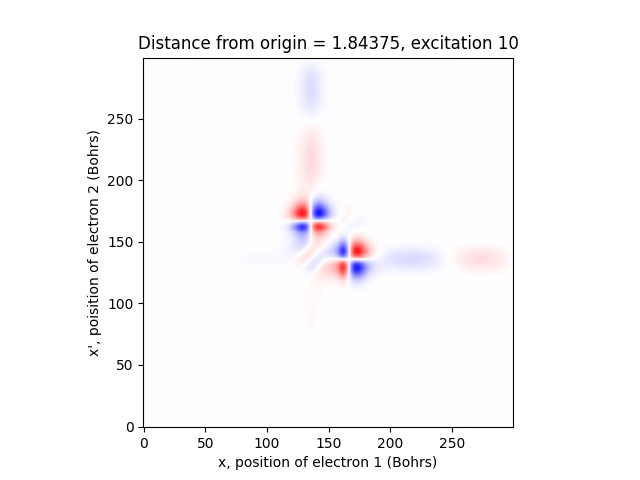 Distance from origin = 1.84375, excitation 10
x', poisition of electron 2 (Bohrs)
250
200
150
100
50
0
0 50 100 150 200 250
x, position of electron 1 (Bohrs)